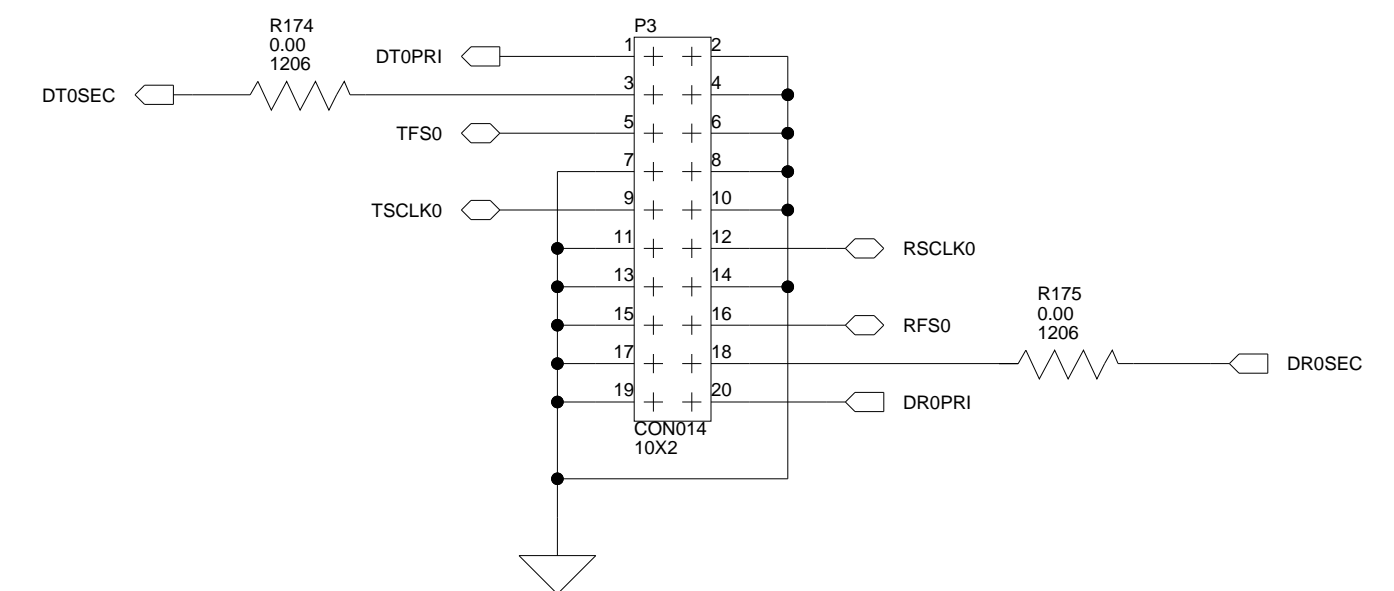 R174
0.00
1206
P3
DT0PRI
1
2
DT0SEC
3
4
TFS0
5
6
7
8
TSCLK0
9
10
11
12
RSCLK0
13
14
R175
0.00
1206
15
16
RFS0
17
18
DR0SEC
19
20
DR0PRI
CON014
10X2